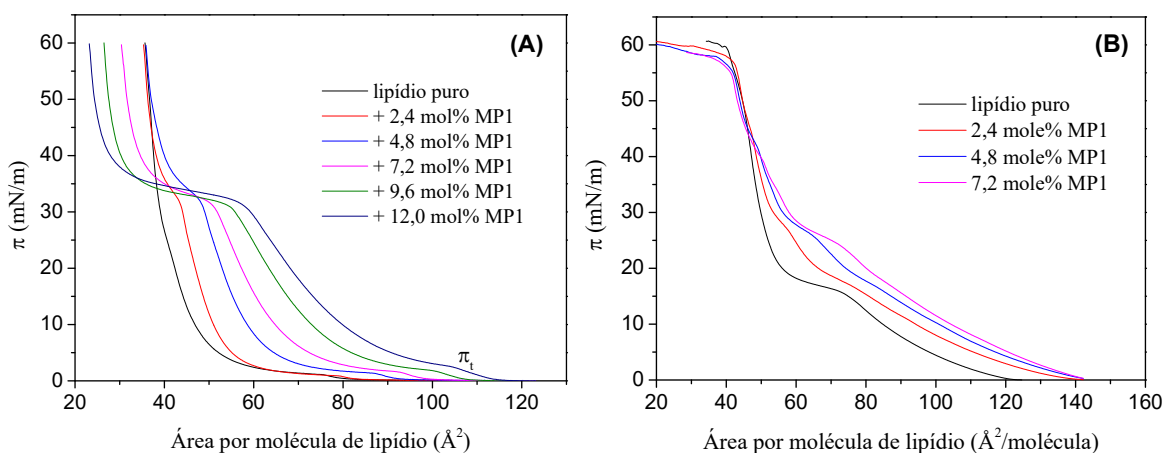 (A)
60
50
40
30
20
10
0
π (mN/m)
lipídio puro
+ 2,4 mol% MP1
+ 4,8 mol% MP1
+ 7,2 mol% MP1
+ 9,6 mol% MP1
+ 12,0 mol% MP1
πt
20 40 60 80 100 120
Área por molécula de lipídio (Å²)
(B)
60
50
40
30
20
10
0
π (mN/m)
lipídio puro
2,4 mole% MP1
4,8 mole% MP1
7,2 mole% MP1
20 40 60 80 100 120 140 160
Área por molécula de lipídio (Å²/molécula)